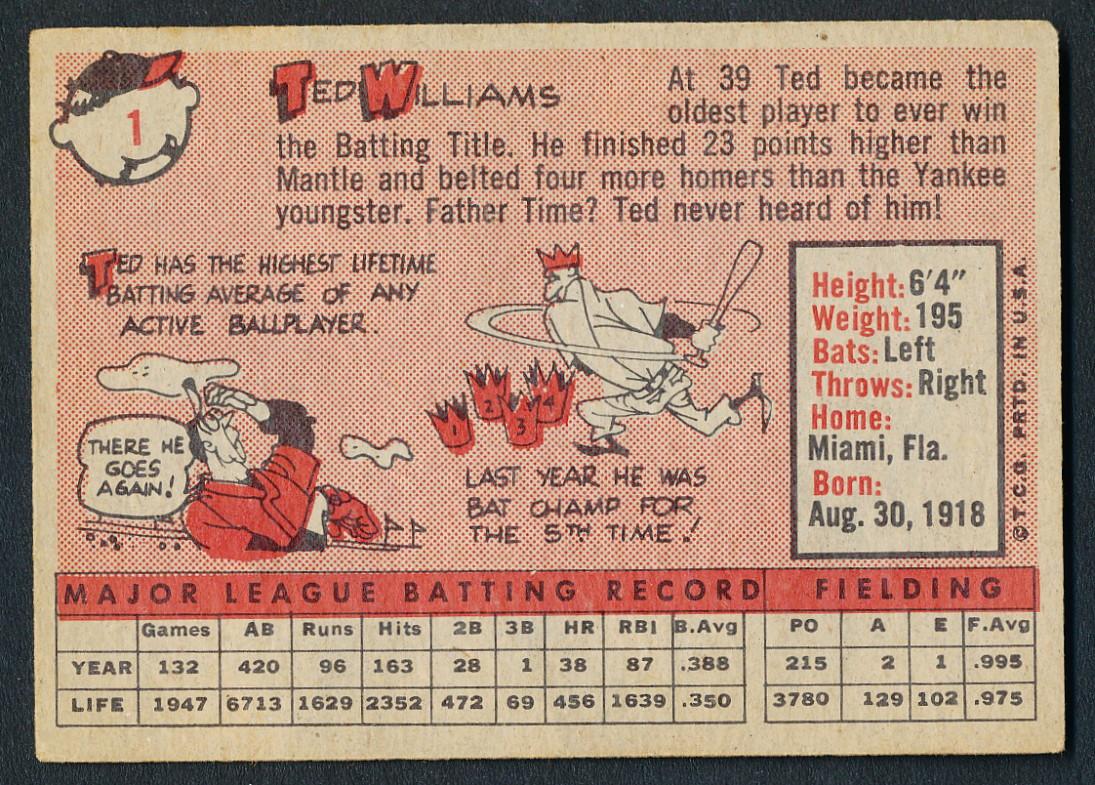 1
TED WILLIAMS
At 39 Ted became the
oldest player to ever win
the Batting Title. He finished 23 points higher than
Mantle and belted four more homers than the Yankee
youngster. Father Time? Ted never heard of him!
TED HAS THE HIGHEST LIFETIME
BATTING AVERAGE OF ANY
ACTIVE BALLPLAYER.
THERE HE
GOES
AGAIN!
1 2 3 4
LAST YEAR HE WAS
BAT CHAMP FOR
THE 5TH TIME!
Height: 6'4"
Weight: 195
Bats: Left
Throws: Right
Home:
Miami, Fla.
Born:
Aug. 30, 1918
© T.C.G. PRTD. IN U.S.A.
MAJOR LEAGUE BATTING RECORD FIELDING
Games AB Runs Hits 2B 3B HR RBI B.Avg PO A E F.Avg
YEAR 132 420 96 163 28 1 38 87 .388 215 2 1 .995
LIFE 1947 6713 1629 2352 472 69 456 1639 .350 3780 129 102 .975